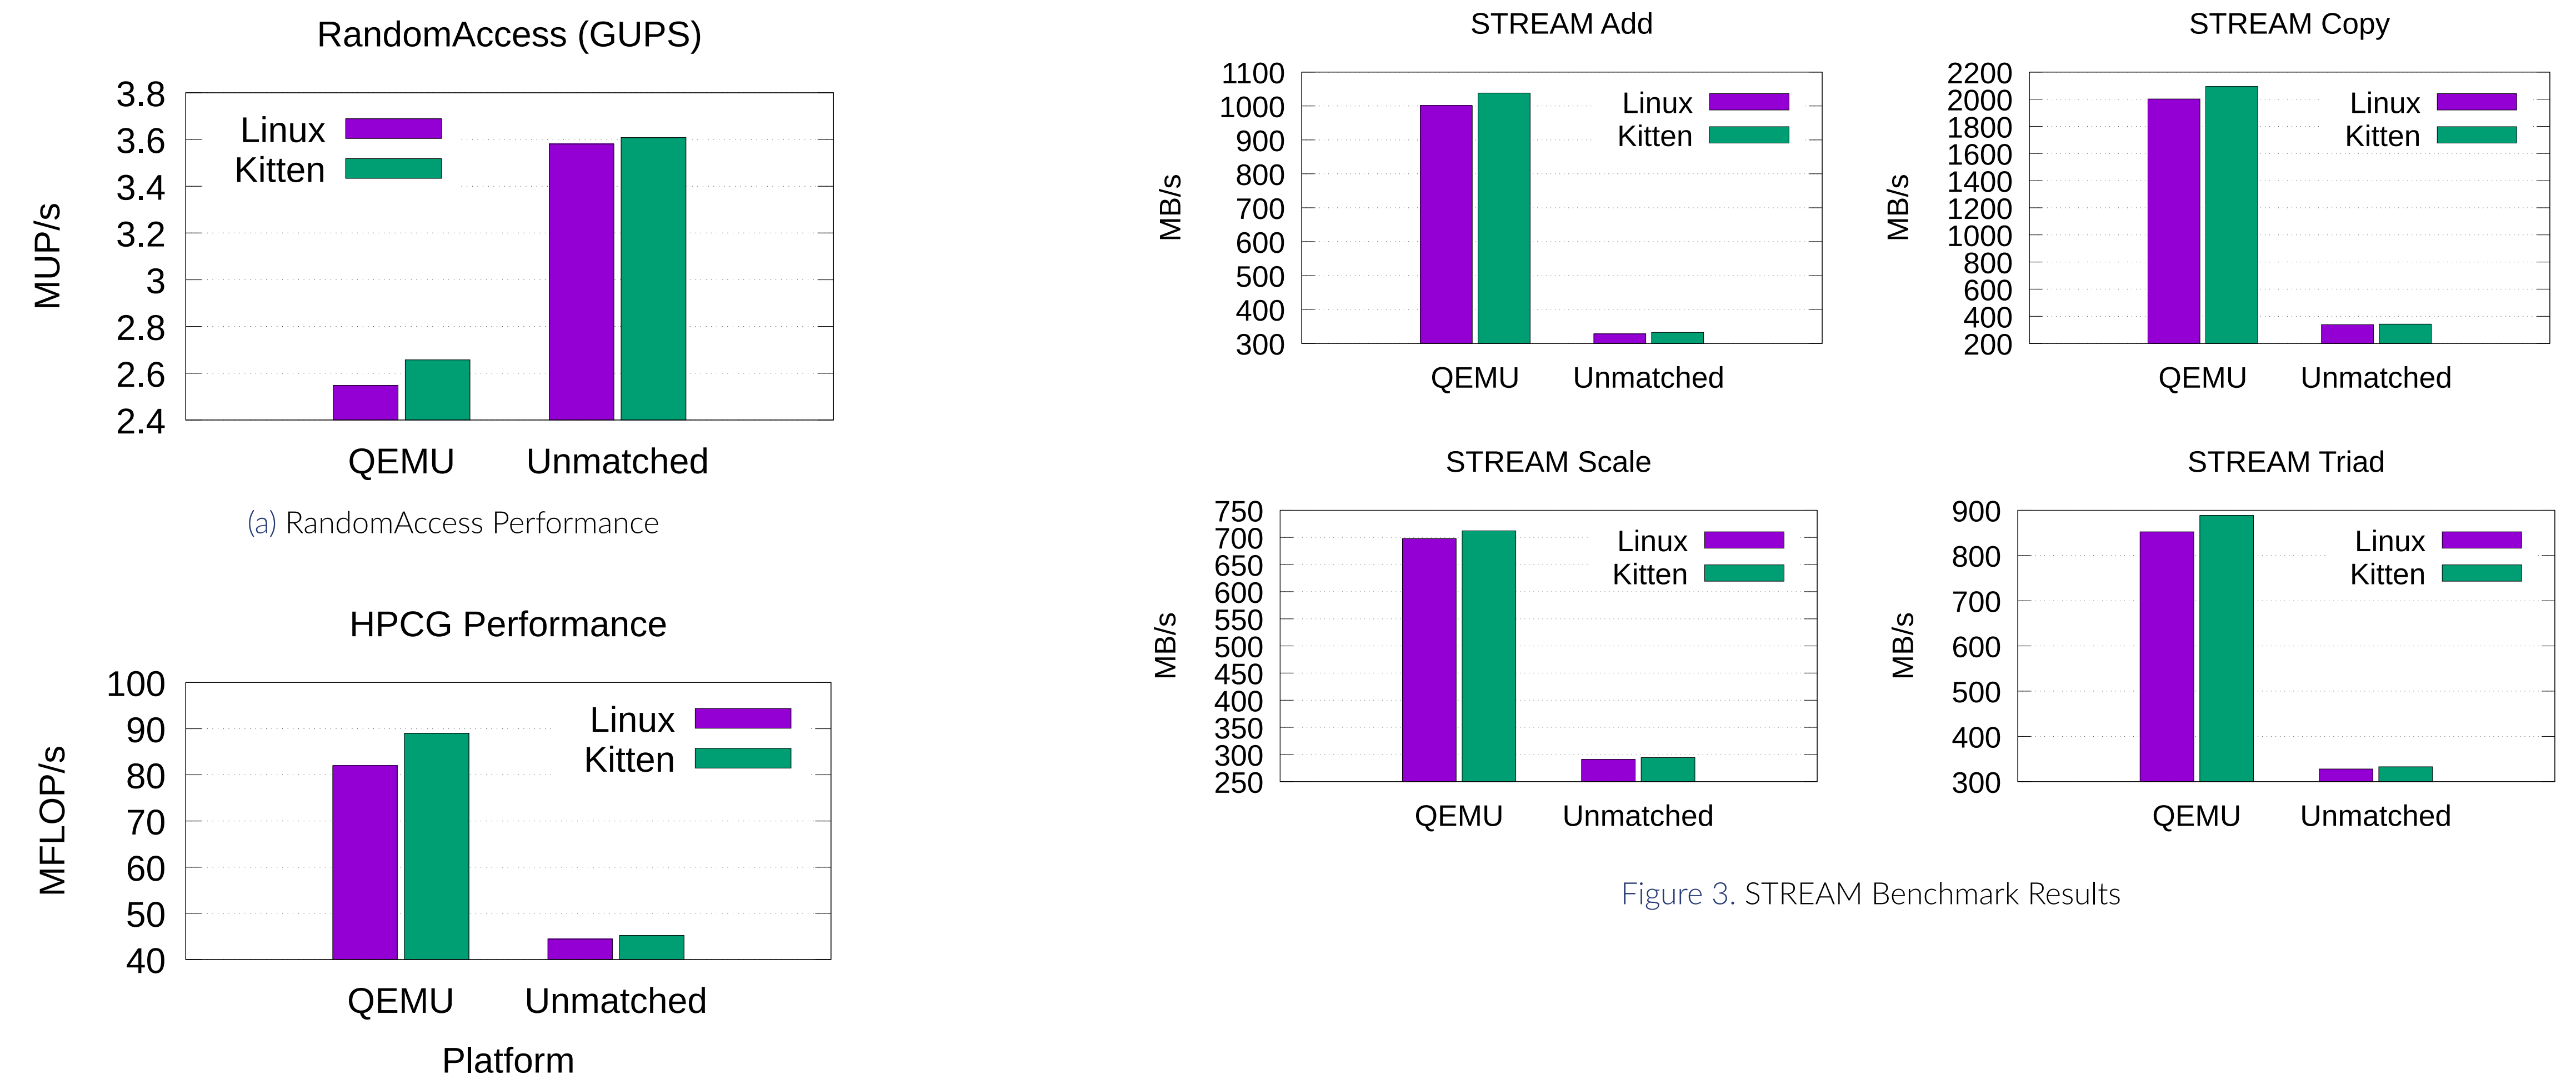 RandomAccess (GUPS)
3.8
3.6
3.4
3.2
3
2.8
2.6
2.4
MUP/s
Linux
Kitten
QEMU Unmatched
(a) RandomAccess Performance
HPCG Performance
100
90
80
70
60
50
40
MFLOP/s
Linux
Kitten
QEMU Unmatched
Platform
STREAM Add
1100
1000
900
800
700
600
500
400
300
MB/s
Linux
Kitten
QEMU Unmatched
STREAM Copy
2200
2000
1800
1600
1400
1200
1000
800
600
400
200
MB/s
Linux
Kitten
QEMU Unmatched
STREAM Scale
750
700
650
600
550
500
450
400
350
300
250
MB/s
Linux
Kitten
QEMU Unmatched
STREAM Triad
900
800
700
600
500
400
300
MB/s
Linux
Kitten
QEMU Unmatched
Figure 3. STREAM Benchmark Results